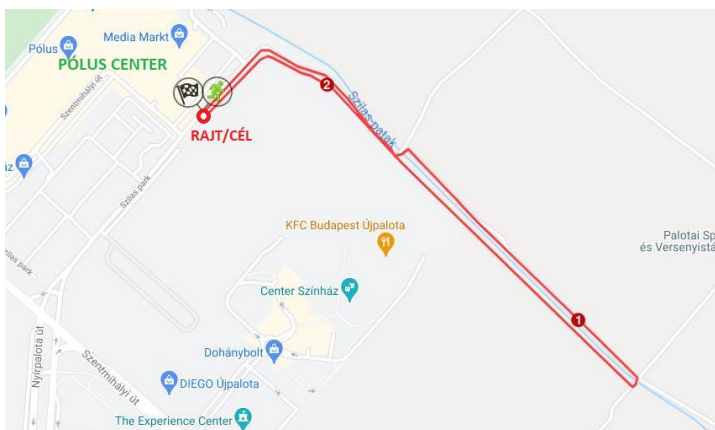 Media Markt
Pólus
PÓLUS CENTER
Szentmihályi út
RAJT/CÉL
2
Szilas-patak
Szilas park
KFC Budapest Újpalota
Palotai Sp
és Versenyistá
Center Színház
1
Dohánybolt
Nyírpalota út
Szentmihályi út
DIEGO Újpalota
The Experience Center